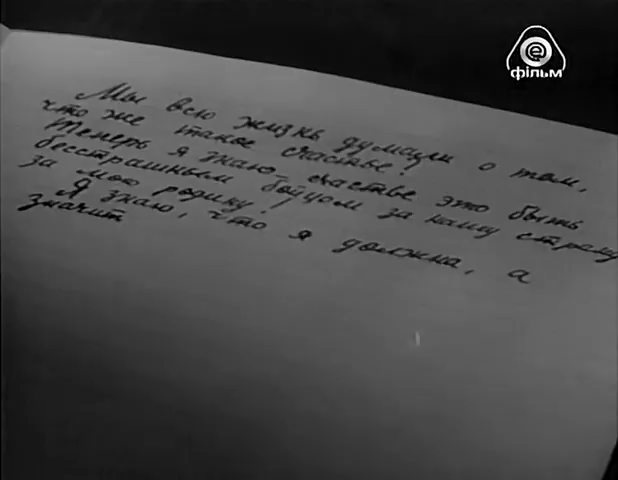 фільм
Мы всю жизнь думали о том,
что же такое счастье!
Теперь я знаю, счастье это быть
бесстрашным бойцом за нашу страну
за мою родину!
Я знаю, что я должна, а
значит